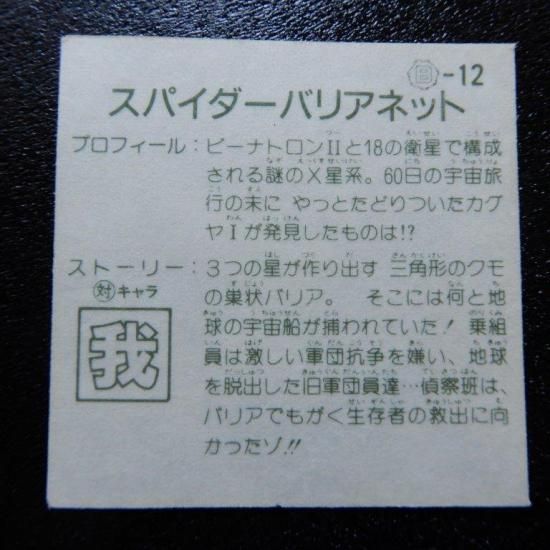 日-12
スパイダーバリアネット
プロフィール：ピーナトロンIIと18の衛星で構成
される謎のX星系。60日の宇宙旅
行の末に やっとたどりついたカグ
ヤIが発見したものは!?
ストーリー：3つの星が作り出す 三角形のクモ
対キャラ
の巣状バリア。 そこには何と地
我
球の宇宙船が捕われていた! 乗組
員は激しい軍団抗争を嫌い、地球
を脱出した旧軍団員達…偵察班は、
バリアでもがく生存者の救出に向
かったゾ!!